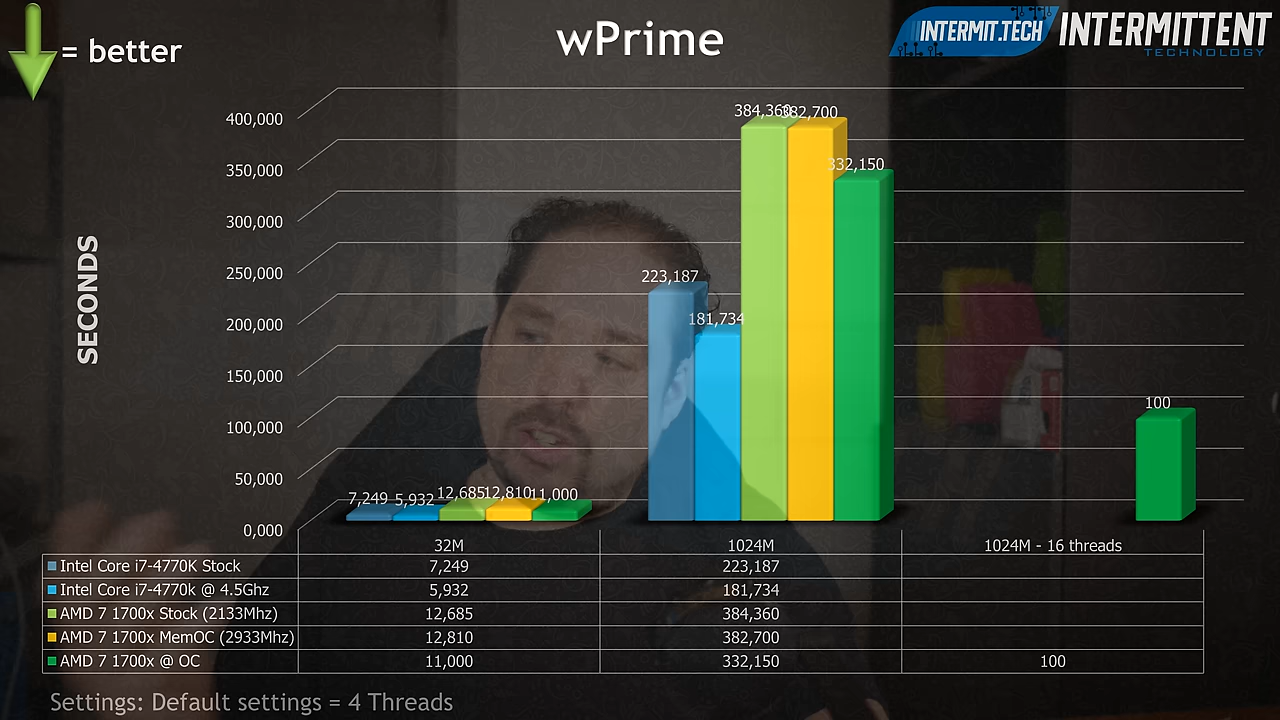 = better
wPrime
INTERMIT.TECH
INTERMITTENT
TECHNOLOGY
SECONDS
400,000
350,000
300,000
250,000
200,000
150,000
100,000
50,000
0,000
7,249
5,932
12,685
12,810
11,000
223,187
181,734
384,360
382,700
332,150
100
32M
1024M
1024M - 16 threads
Intel Core i7-4770K Stock 7,249 223,187
Intel Core i7-4770k @ 4.5Ghz 5,932 181,734
AMD 7 1700x Stock (2133Mhz) 12,685 384,360
AMD 7 1700x MemOC (2933Mhz) 12,810 382,700
AMD 7 1700x @ OC 11,000 332,150 100
Settings: Default settings = 4 Threads